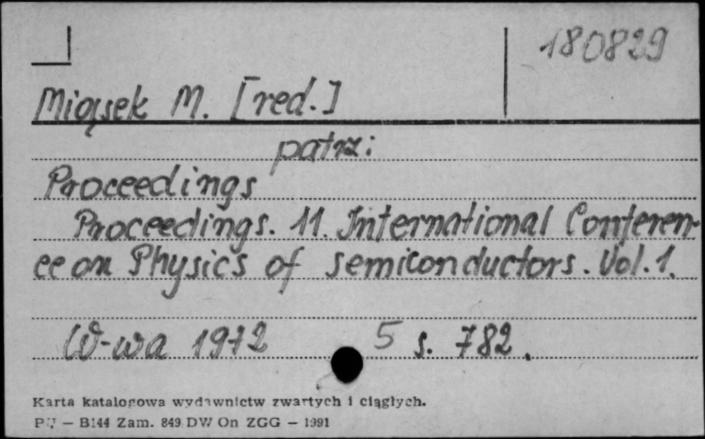 180829
Miąsek M. [red.]
patrz:
Proceedings
Proceedings. 11. International Conferen-
ce on Physics of semiconductors. Vol. 1.
W-wa 1972 5 s. 782.
Karta katalogowa wydawnictw zwartych i ciągłych.
PW — B144 Zam. 849 DW On ZGG — 1991